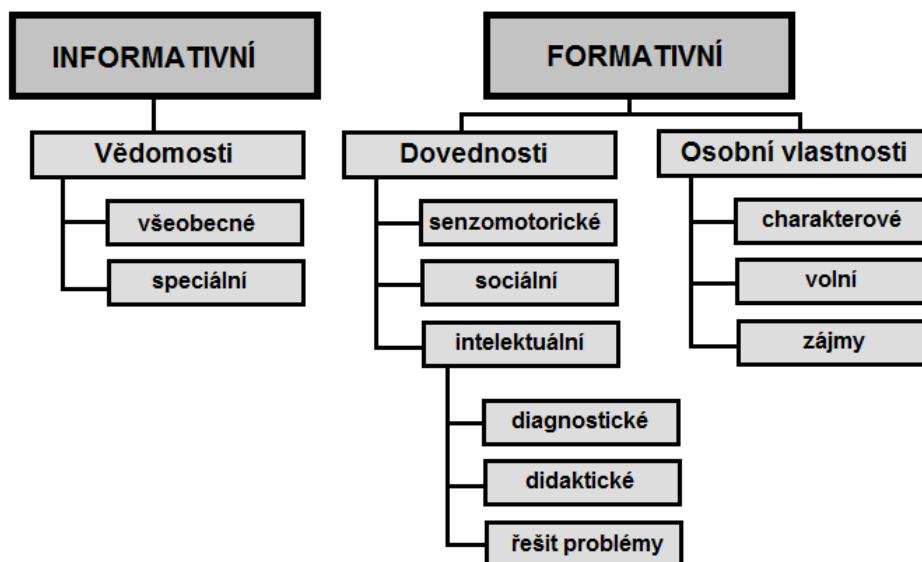 INFORMATIVNÍ
Vědomosti
všeobecné
speciální
FORMATIVNÍ
Dovednosti
senzomotorické
sociální
intelektuální
diagnostické
didaktické
řešit problémy
Osobní vlastnosti
charakterové
volní
zájmy